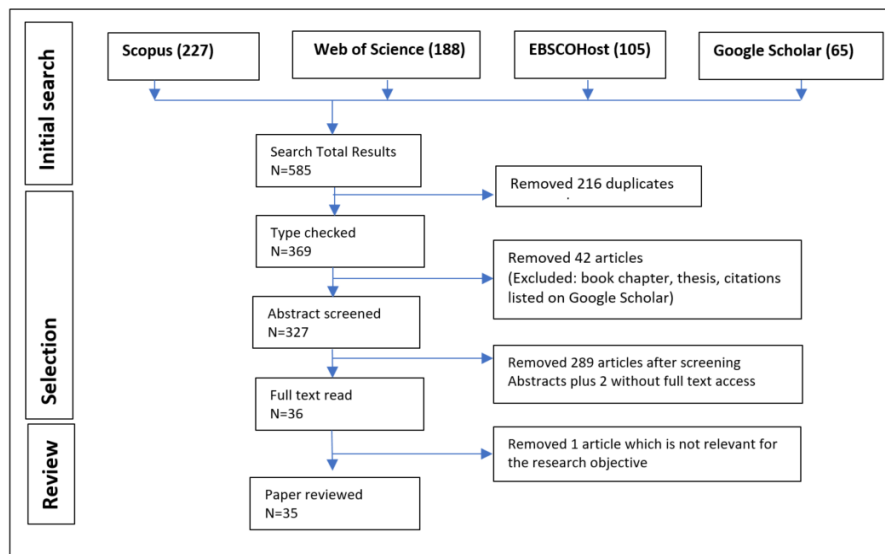 Initial search
Scopus (227)
Web of Science (188)
EBSCOHost (105)
Google Scholar (65)
Search Total Results
N=585
Removed 216 duplicates
.
Selection
Type checked
N=369
Removed 42 articles
(Excluded: book chapter, thesis, citations
listed on Google Scholar)
Abstract screened
N=327
Removed 289 articles after screening
Abstracts plus 2 without full text access
Full text read
N=36
Review
Removed 1 article which is not relevant for
the research objective
Paper reviewed
N=35